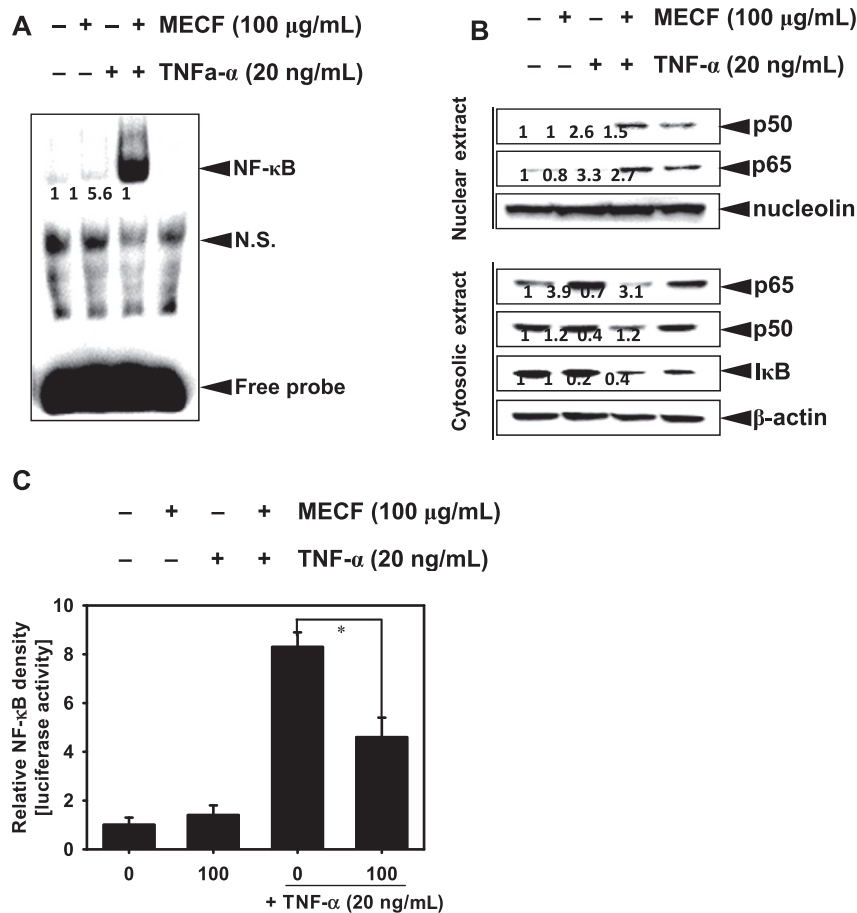 A
– + – + MECF (100 µg/mL)
– – + + TNFa-α (20 ng/mL)
NF-κB
1 1 5.6 1
N.S.
Free probe
B
– + – + MECF (100 µg/mL)
– – + + TNF-α (20 ng/mL)
Nuclear extract
1 1 2.6 1.5 p50
1 0.8 3.3 2.7 p65
nucleolin
Cytosolic extract
1 3.9 0.7 3.1 p65
1 1.2 0.4 1.2 p50
1 1 0.2 0.4 IκB
β-actin
C
– + – + MECF (100 µg/mL)
– – + + TNF-α (20 ng/mL)
Relative NF-κB density
[luciferase activity]
10
8
6
4
2
0
*
0 100 0 100
+ TNF-α (20 ng/mL)